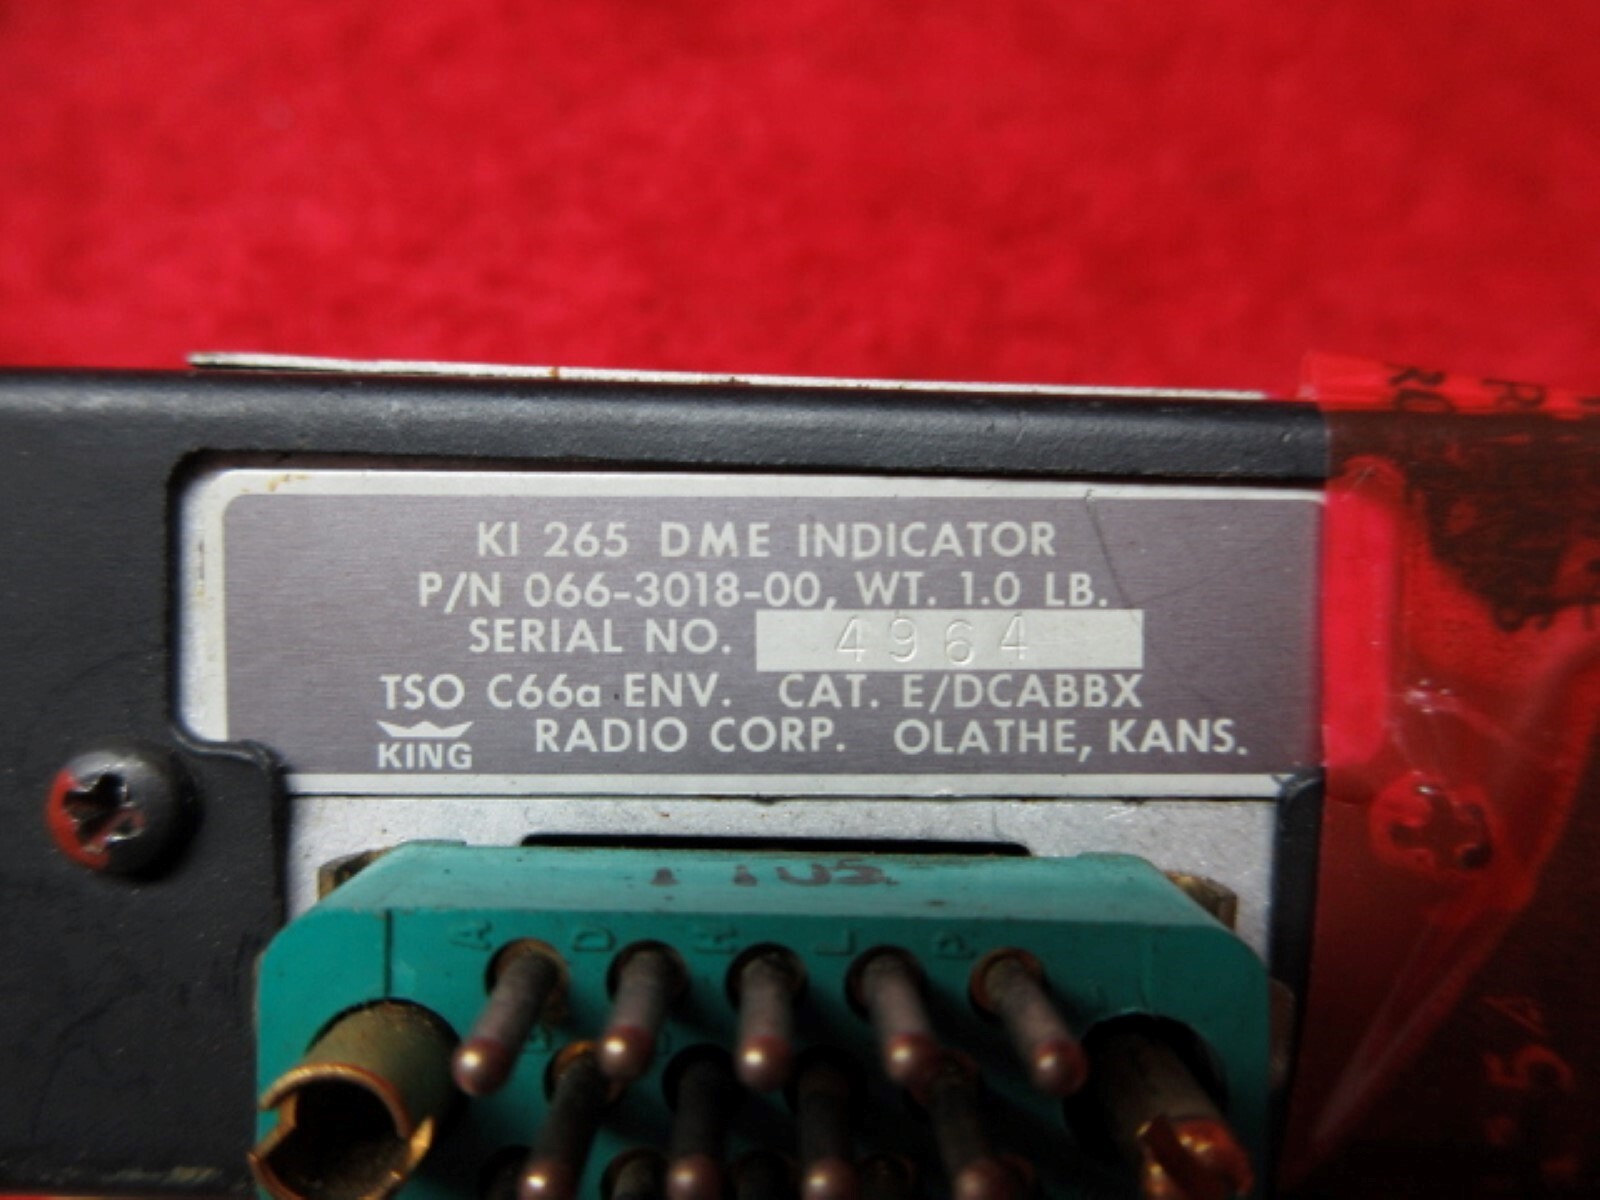 KI 265 DME INDICATOR
P/N 066-3018-00, WT. 1.0 LB.
SERIAL NO. 4964
TSO C66a ENV. CAT. E/DCABBX
KING RADIO CORP. OLATHE, KANS.
A D H L P